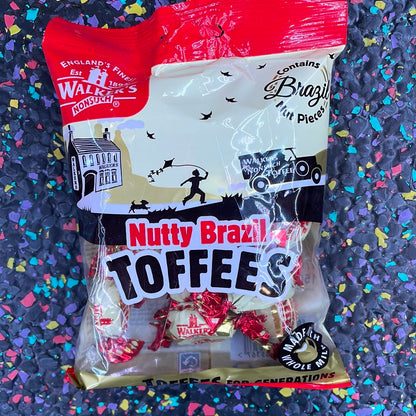 ENGLAND'S FINEST
Est 1894
WALKER'S
NONSUCH
Contains
Brazil
Nut Pieces
WALKER'S
NONSUCH
TOFFEE
Nutty Brazil
TOFFEES
WALKER'S
MADE WITH
WHOLE MILK
TOFFEES FOR GENERATIONS